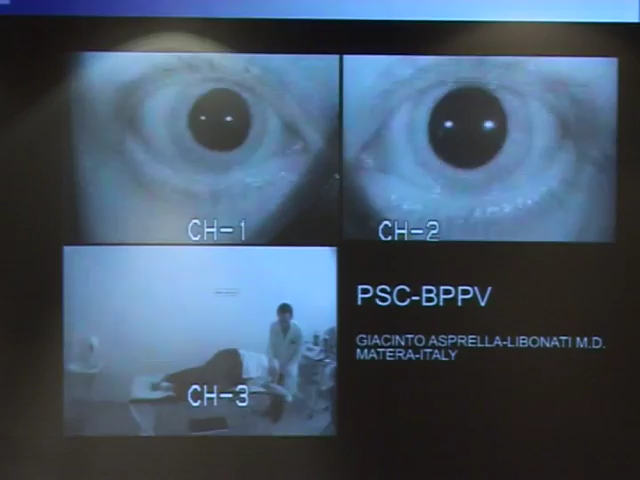 CH-1
CH-2
CH-3
PSC-BPPV
GIACINTO ASPRELLA-LIBONATI M.D.
MATERA-ITALY